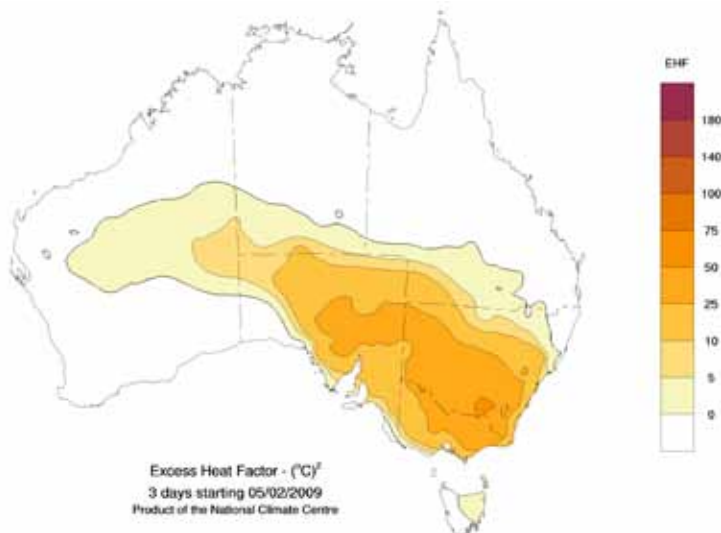 EHF
180
140
100
75
50
25
10
5
0
Excess Heat Factor - (°C)²
3 days starting 05/02/2009
Product of the National Climate Centre